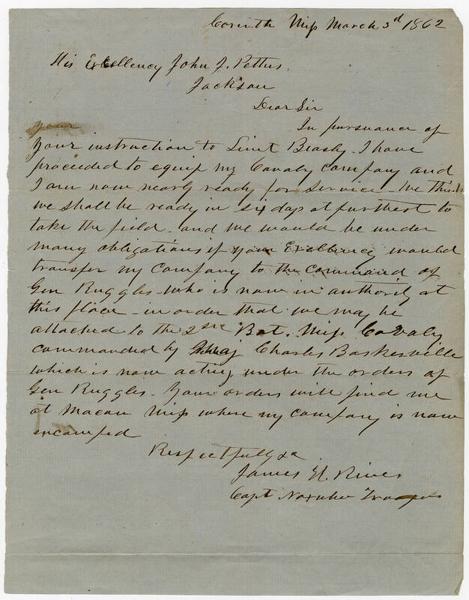 Corinth Miss March 3d 1862
His Excellency John J. Pettus
Jackson
Dear Sir
In pursuance of
your instruction to Lieut Beasly I have
proceeded to equip my Cavalry Company and
I am now nearly ready for service. We think
we shall be ready in six days at furthest to
take the field and we would be under
many obligations if your Excellency would
transfer my Company to the command of
Gen Ruggles who is now in authority at
this place in order that we may be
attached to the 2nd Bat. Miss Cavalry
commanded by Charles Baskerville
which is now acting under the orders of
Gen Ruggles. Your orders will find me
at Macon Miss where my company is now
encamped
Respectfully &c
James H. Rives
Capt Noxubee Troopers